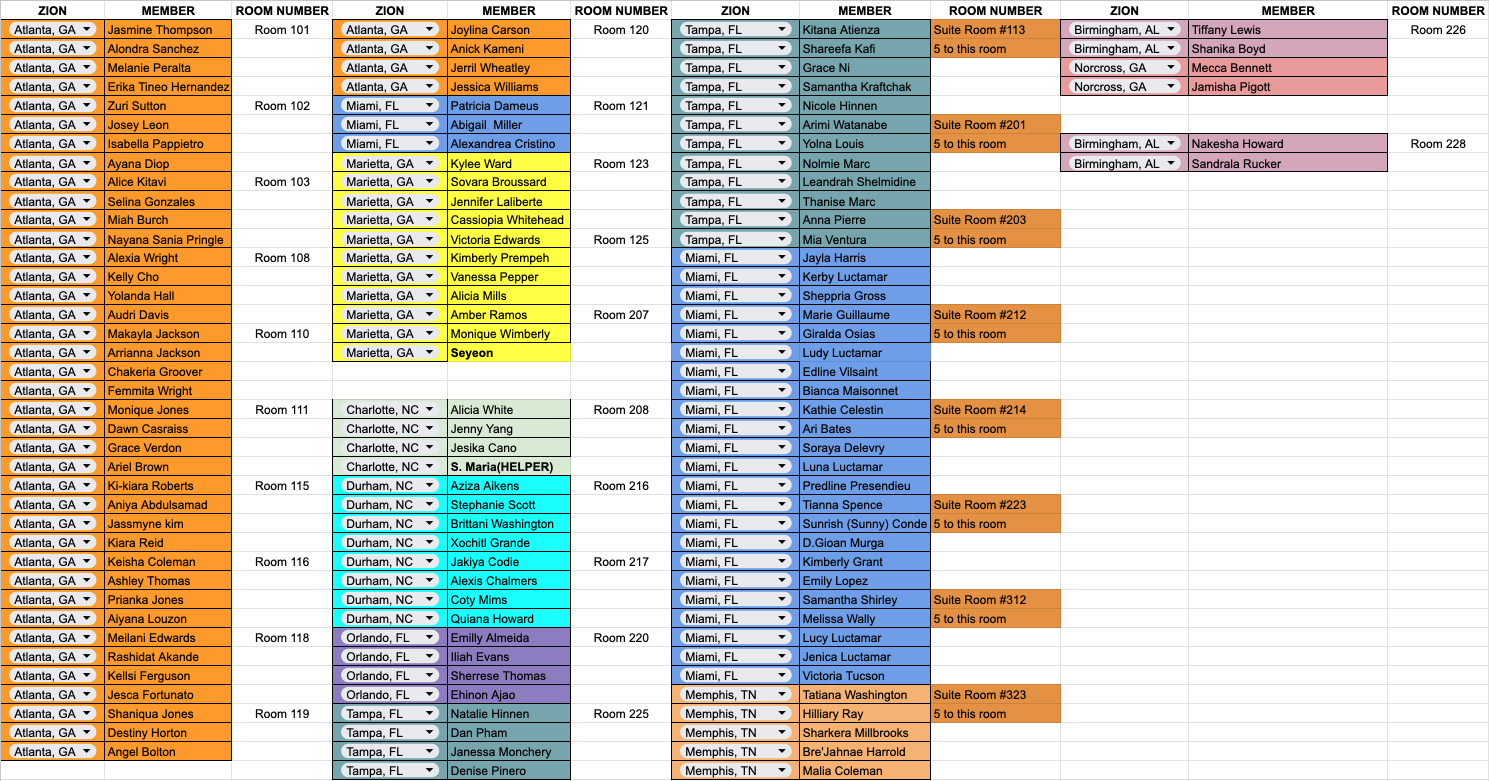 ZION MEMBER ROOM NUMBER ZION MEMBER ROOM NUMBER ZION MEMBER ROOM NUMBER ZION MEMBER ROOM NUMBER
Atlanta, GA Jasmine Thompson Room 101 Atlanta, GA Joylina Carson Room 120 Tampa, FL Kitana Atienza Suite Room #113 Birmingham, AL Tiffany Lewis Room 226
Atlanta, GA Alondra Sanchez Atlanta, GA Anick Kameni Tampa, FL Shareefa Kafi 5 to this room Birmingham, AL Shanika Boyd
Atlanta, GA Melanie Peralta Atlanta, GA Jerril Wheatley Tampa, FL Grace Ni Norcross, GA Mecca Bennett
Atlanta, GA Erika Tineo Hernandez Atlanta, GA Jessica Williams Tampa, FL Samantha Kraftchak Norcross, GA Jamisha Pigott
Atlanta, GA Zuri Sutton Room 102 Miami, FL Patricia Dameus Room 121 Tampa, FL Nicole Hinnen
Atlanta, GA Josey Leon Miami, FL Abigail Miller Tampa, FL Arimi Watanabe Suite Room #201
Atlanta, GA Isabella Pappietro Miami, FL Alexandrea Cristino Tampa, FL Yolna Louis 5 to this room Birmingham, AL Nakesha Howard Room 228
Atlanta, GA Ayana Diop Marietta, GA Kylee Ward Room 123 Tampa, FL Nolmie Marc Birmingham, AL Sandrala Rucker
Atlanta, GA Alice Kitavi Room 103 Marietta, GA Sovara Broussard Tampa, FL Leandrah Shelmidine
Atlanta, GA Selina Gonzales Marietta, GA Jennifer Laliberte Tampa, FL Thanise Marc
Atlanta, GA Miah Burch Marietta, GA Cassiopia Whitehead Tampa, FL Anna Pierre Suite Room #203
Atlanta, GA Nayana Sania Pringle Marietta, GA Victoria Edwards Room 125 Tampa, FL Mia Ventura 5 to this room
Atlanta, GA Alexia Wright Room 108 Marietta, GA Kimberly Prempeh Miami, FL Jayla Harris
Atlanta, GA Kelly Cho Marietta, GA Vanessa Pepper Miami, FL Kerby Luctamar
Atlanta, GA Yolanda Hall Marietta, GA Alicia Mills Miami, FL Sheppria Gross
Atlanta, GA Audri Davis Marietta, GA Amber Ramos Room 207 Miami, FL Marie Guillaume Suite Room #212
Atlanta, GA Makayla Jackson Room 110 Marietta, GA Monique Wimberly Miami, FL Giralda Osias 5 to this room
Atlanta, GA Arrianna Jackson Marietta, GA Seyeon Miami, FL Ludy Luctamar
Atlanta, GA Chakeria Groover Miami, FL Edline Vilsaint
Atlanta, GA Femmita Wright Miami, FL Bianca Maisonnet
Atlanta, GA Monique Jones Room 111 Charlotte, NC Alicia White Room 208 Miami, FL Kathie Celestin Suite Room #214
Atlanta, GA Dawn Casraiss Charlotte, NC Jenny Yang Miami, FL Ari Bates 5 to this room
Atlanta, GA Grace Verdon Charlotte, NC Jesika Cano Miami, FL Soraya Delevry
Atlanta, GA Ariel Brown Charlotte, NC S. Maria(HELPER) Miami, FL Luna Luctamar
Atlanta, GA Ki-kiara Roberts Room 115 Durham, NC Aziza Aikens Room 216 Miami, FL Predline Presendieu
Atlanta, GA Aniya Abdulsamad Durham, NC Stephanie Scott Miami, FL Tianna Spence Suite Room #223
Atlanta, GA Jassmyne kim Durham, NC Brittani Washington Miami, FL Sunrish (Sunny) Conde 5 to this room
Atlanta, GA Kiara Reid Durham, NC Xochitl Grande Miami, FL D.Gioan Murga
Atlanta, GA Keisha Coleman Room 116 Durham, NC Jakiya Codie Room 217 Miami, FL Kimberly Grant
Atlanta, GA Ashley Thomas Durham, NC Alexis Chalmers Miami, FL Emily Lopez
Atlanta, GA Prianka Jones Durham, NC Coty Mims Miami, FL Samantha Shirley Suite Room #312
Atlanta, GA Aiyana Louzon Durham, NC Quiana Howard Miami, FL Melissa Wally 5 to this room
Atlanta, GA Meilani Edwards Room 118 Orlando, FL Emilly Almeida Room 220 Miami, FL Lucy Luctamar
Atlanta, GA Rashidat Akande Orlando, FL Iliah Evans Miami, FL Jenica Luctamar
Atlanta, GA Kellsi Ferguson Orlando, FL Sherrese Thomas Miami, FL Victoria Tucson
Atlanta, GA Jesca Fortunato Orlando, FL Ehinon Ajao Memphis, TN Tatiana Washington Suite Room #323
Atlanta, GA Shaniqua Jones Room 119 Tampa, FL Natalie Hinnen Room 225 Memphis, TN Hilliary Ray 5 to this room
Atlanta, GA Destiny Horton Tampa, FL Dan Pham Memphis, TN Sharkera Millbrooks
Atlanta, GA Angel Bolton Tampa, FL Janessa Monchery Memphis, TN Bre'Jahnae Harrold
Tampa, FL Denise Pinero Memphis, TN Malia Coleman